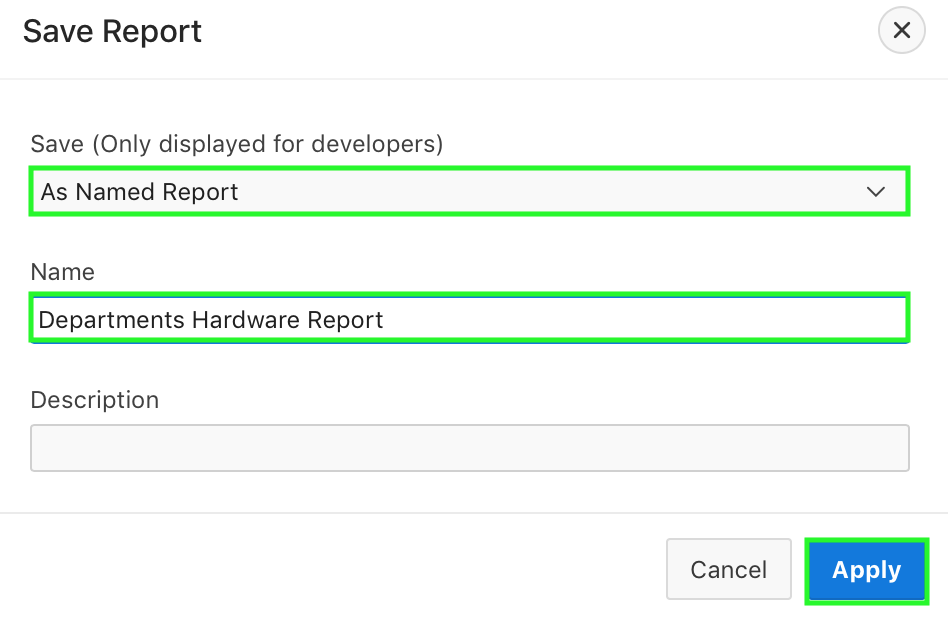 Save Report
Save (Only displayed for developers)
As Named Report
Name
Departments Hardware Report
Description
Cancel
Apply